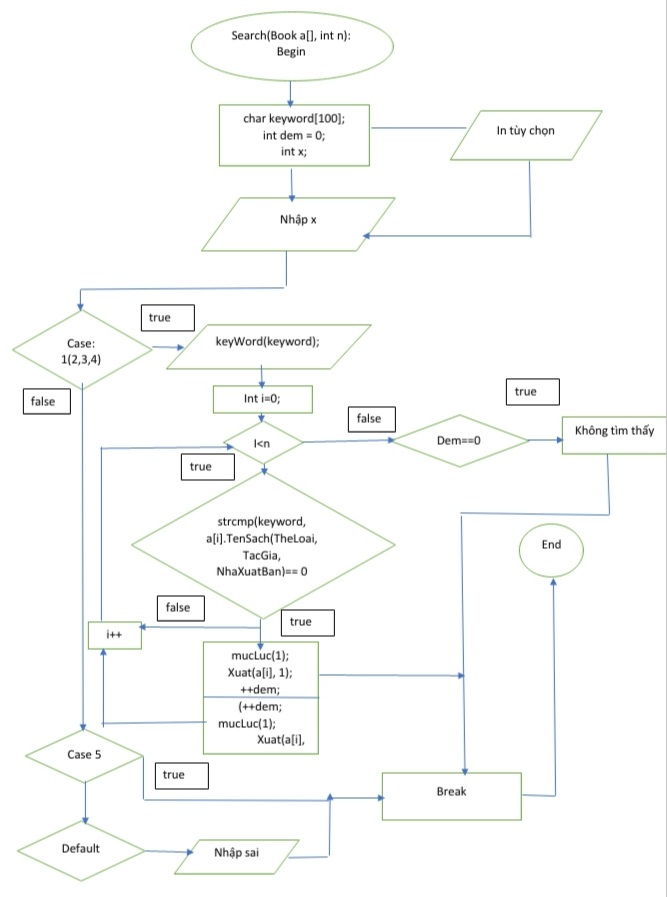 Search(Book a[], int n):
Begin
char keyword[100];
int dem = 0;
int x;
In tùy chọn
Nhập x
true
Case:
1(2,3,4)
keyWord(keyword);
false
Int i=0;
true
false
I<n
Dem==0
Không tìm thấy
true
strcmp(keyword,
a[i].TenSach(TheLoai,
TacGia,
NhaXuatBan)== 0
End
false
true
i++
mucLuc(1);
Xuat(a[i], 1);
++dem;
(++dem;
mucLuc(1);
Xuat(a[i],
Case 5
true
Break
Default
Nhập sai